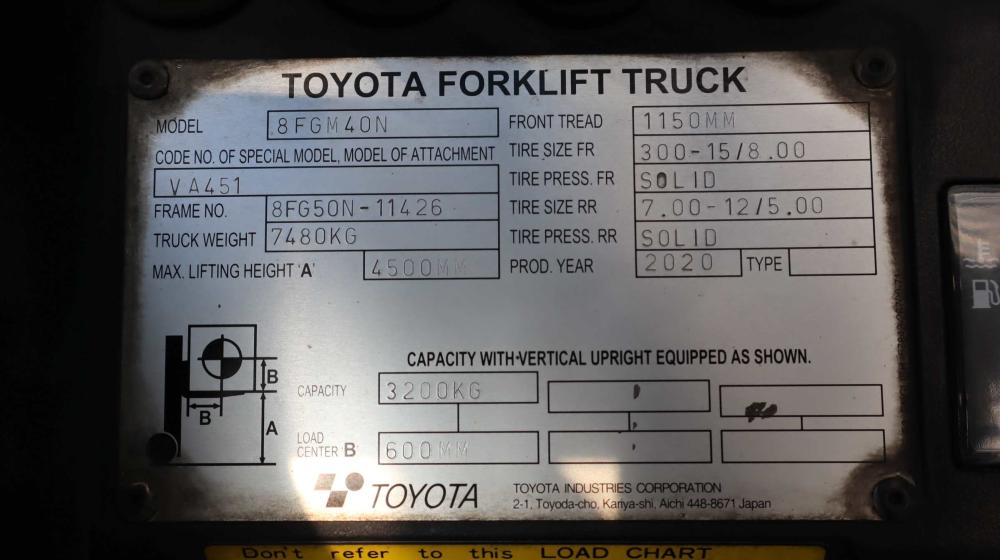 TOYOTA FORKLIFT TRUCK
MODEL 8FGM40N FRONT TREAD 1150MM
CODE NO. OF SPECIAL MODEL, MODEL OF ATTACHMENT TIRE SIZE FR 300-15/8.00
VA451 TIRE PRESS. FR SOLID
FRAME NO. 8FG50N-11426 TIRE SIZE RR 7.00-12/5.00
TRUCK WEIGHT 7480KG TIRE PRESS. RR SOLID
MAX. LIFTING HEIGHT 'A' 4500MM PROD. YEAR 2020 TYPE
CAPACITY WITH VERTICAL UPRIGHT EQUIPPED AS SHOWN.
B
B
A
CAPACITY 3200KG
LOAD
CENTER 'B' 600MM
TOYOTA
TOYOTA INDUSTRIES CORPORATION
2-1, Toyoda-cho, Kariya-shi, Aichi 448-8671 Japan
Don't refer to this LOAD CHART